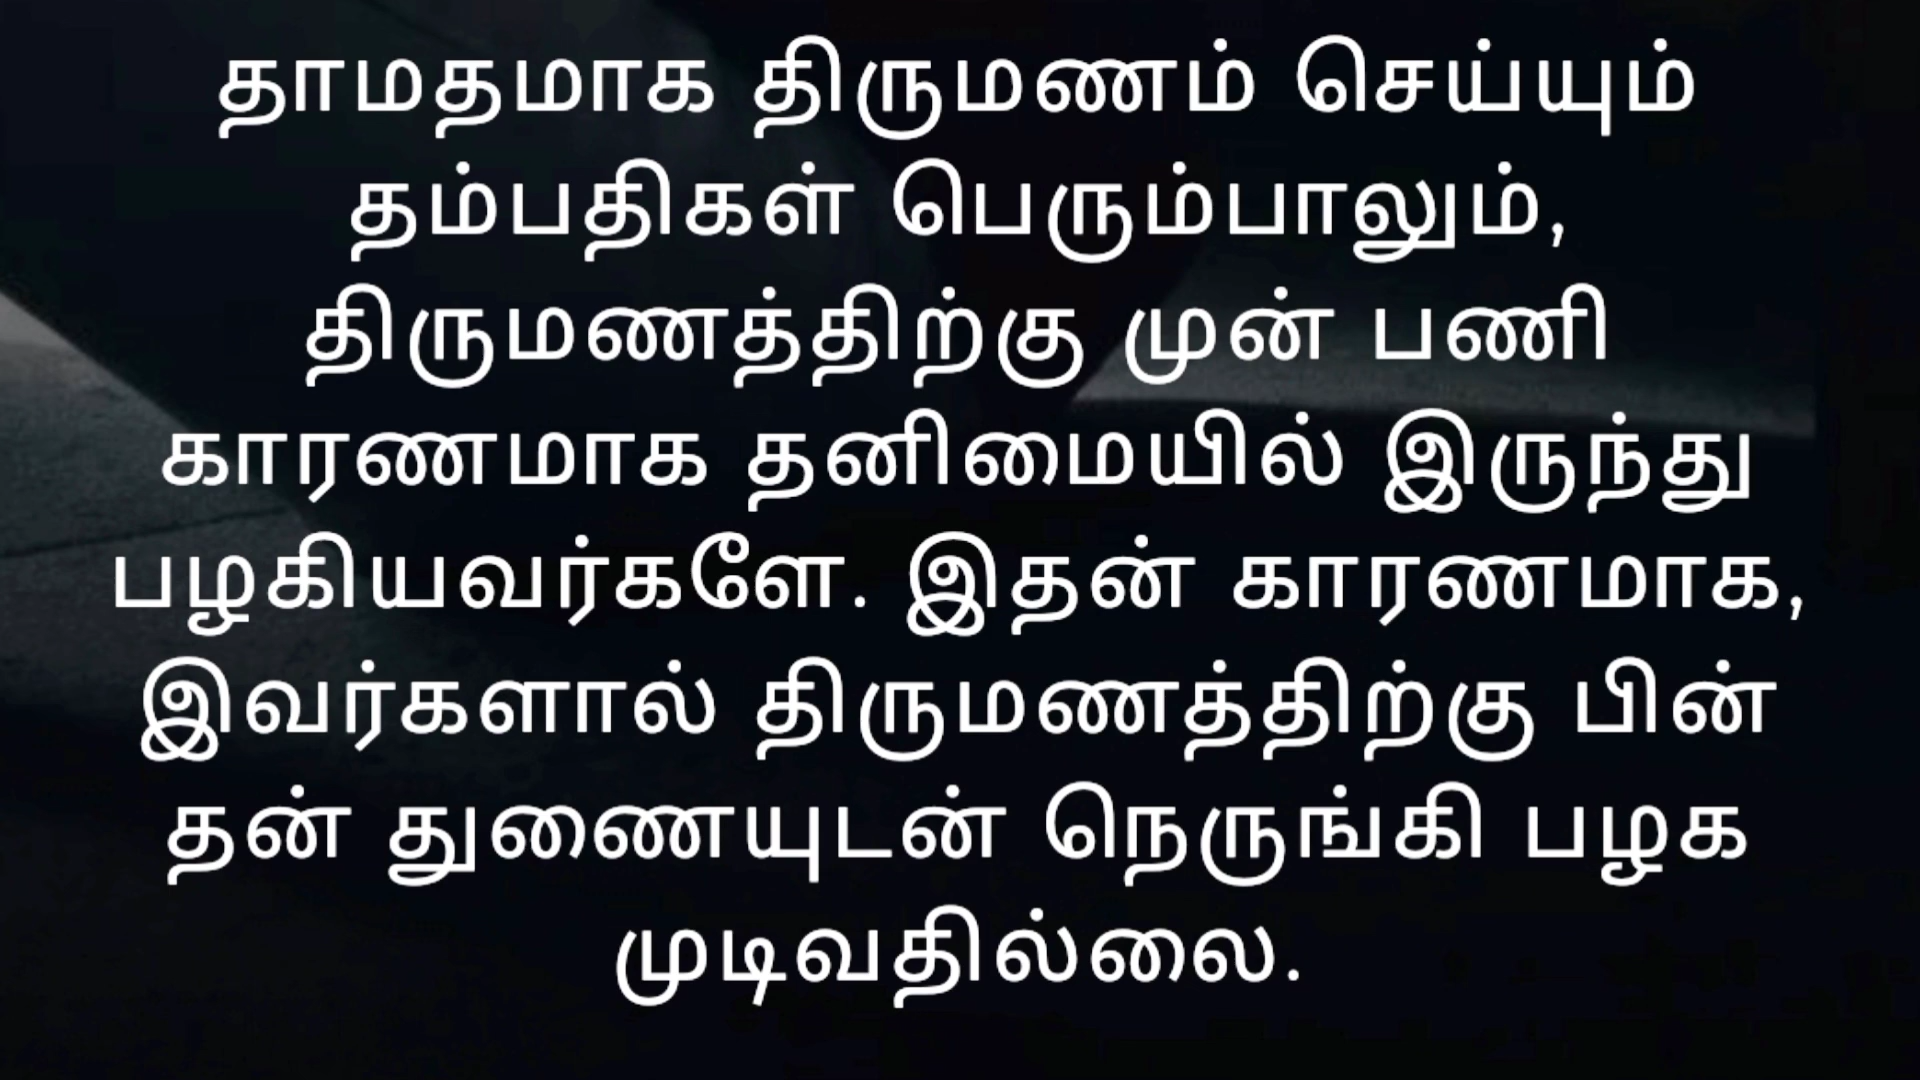 தாமதமாக திருமணம் செய்யும்
தம்பதிகள் பெரும்பாலும்,
திருமணத்திற்கு முன் பணி
காரணமாக தனிமையில் இருந்து
பழகியவர்களே. இதன் காரணமாக,
இவர்களால் திருமணத்திற்கு பின்
தன் துணையுடன் நெருங்கி பழக
முடிவதில்லை.